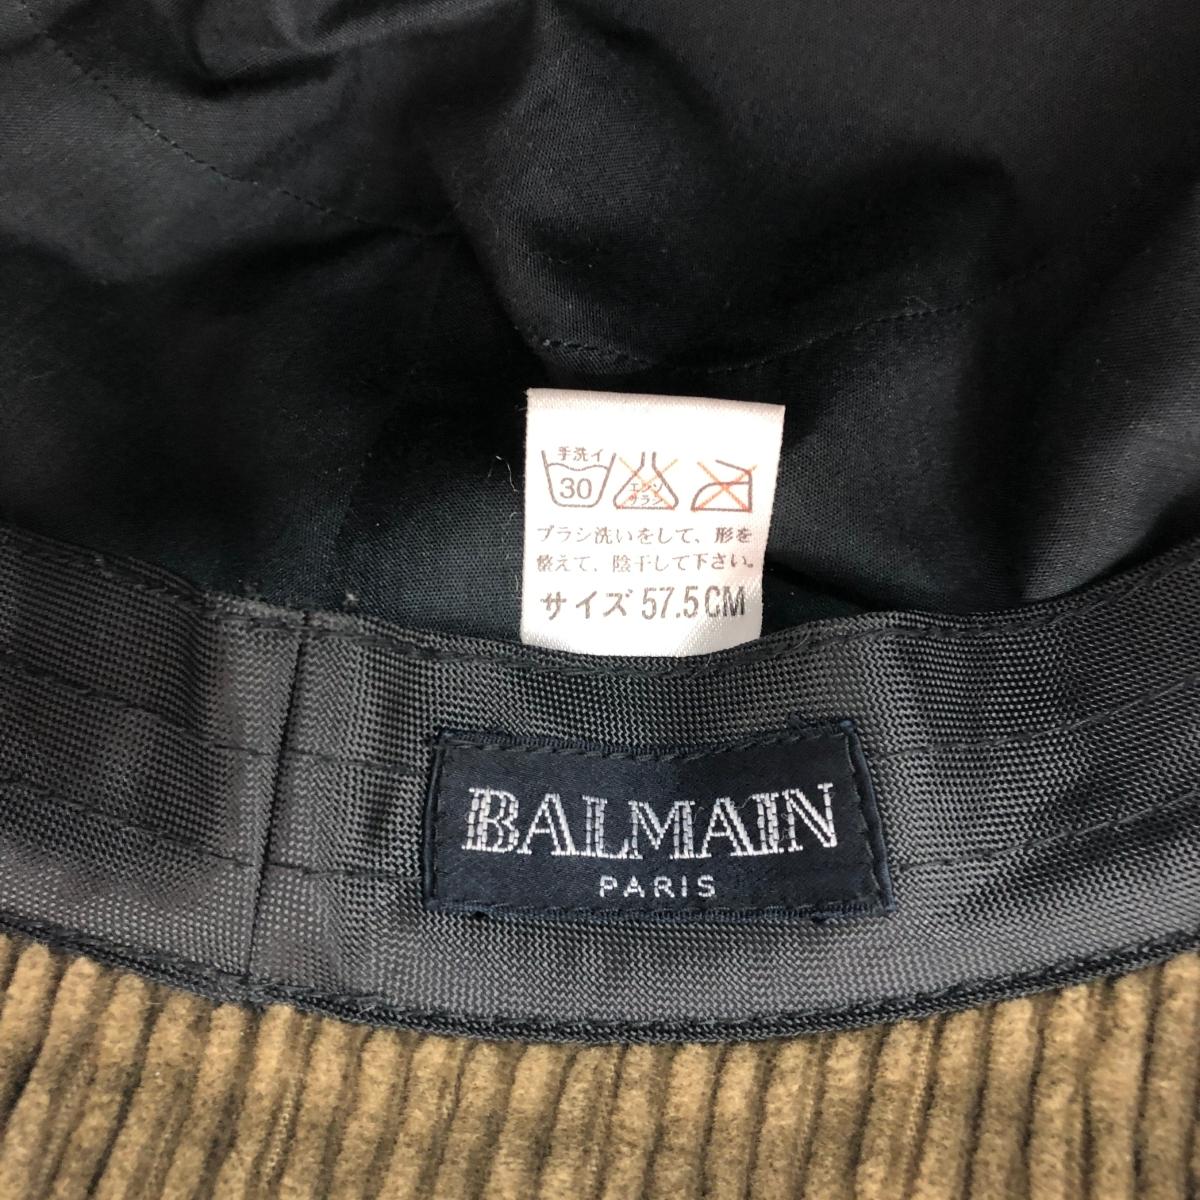 手洗イ
30
エンソ
サラシ
ブラシ洗いをして、形を
整えて、陰干して下さい。
サイズ 57.5CM
BALMAIN
PARIS